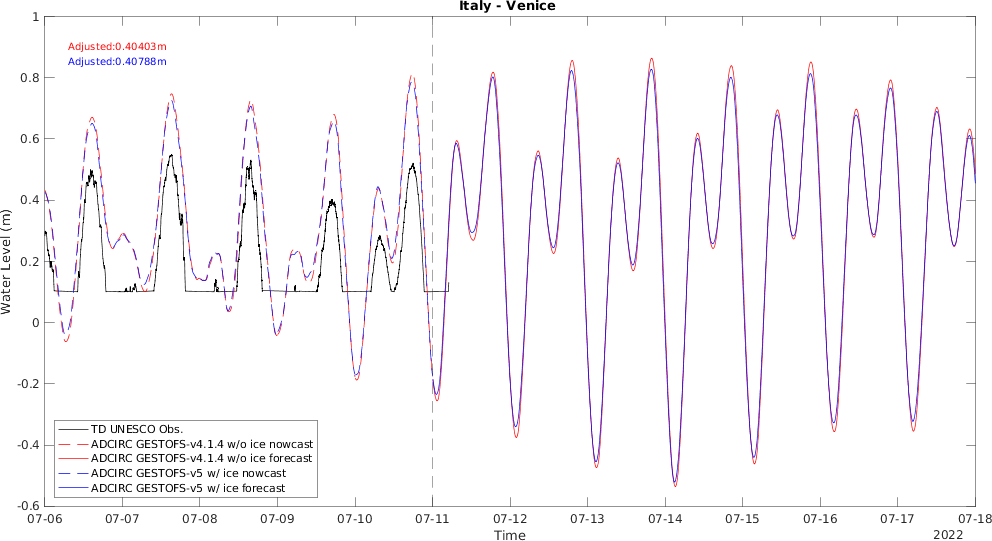 Italy - Venice
1
0.8
0.6
0.4
0.2
0
-0.2
-0.4
-0.6
Water Level (m)
Adjusted:0.40403m
Adjusted:0.40788m
TD UNESCO Obs.
ADCIRC GESTOFS-v4.1.4 w/o ice nowcast
ADCIRC GESTOFS-v4.1.4 w/o ice forecast
ADCIRC GESTOFS-v5 w/ ice nowcast
ADCIRC GESTOFS-v5 w/ ice forecast
07-06 07-07 07-08 07-09 07-10 07-11 07-12 07-13 07-14 07-15 07-16 07-17 07-18
Time
2022